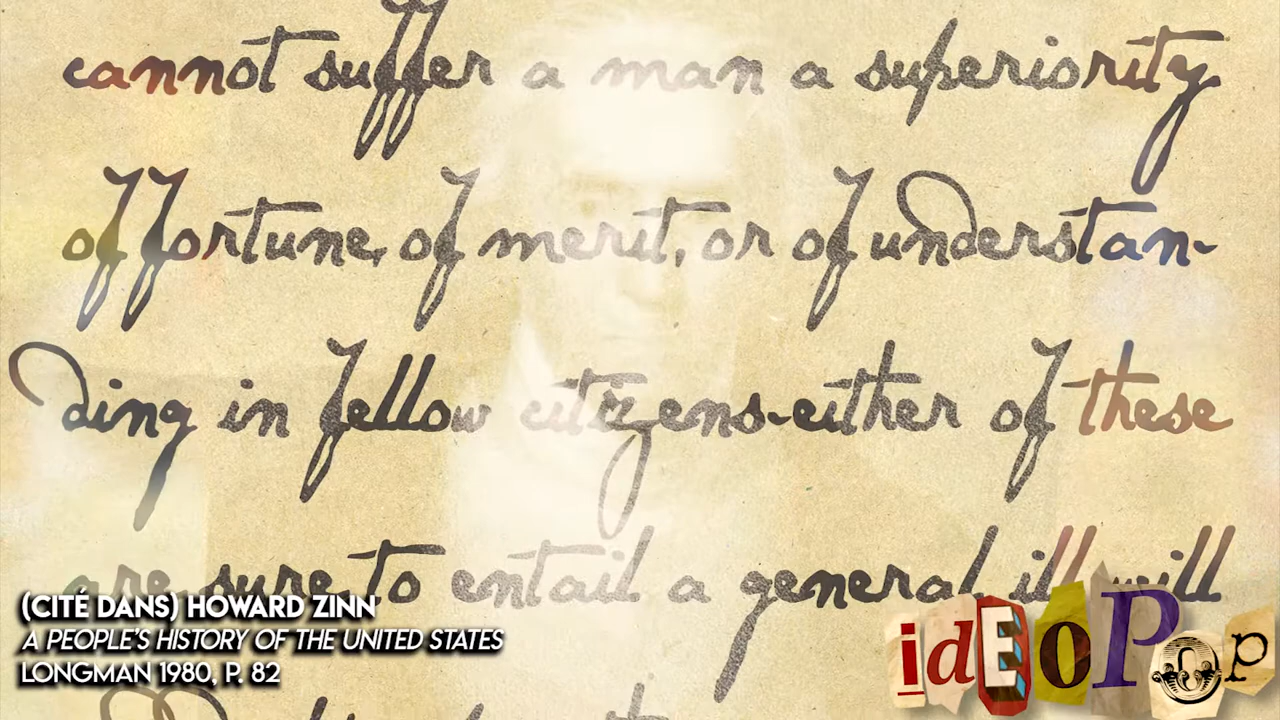 cannot suffer a man a superiority
of fortune, of merit, or of understan-
ding in fellow citizens-either of these
are sure to entail a general ill will
(CITÉ DANS) HOWARD ZINN
A PEOPLE'S HISTORY OF THE UNITED STATES
LONGMAN 1980, P. 82
idEoPop